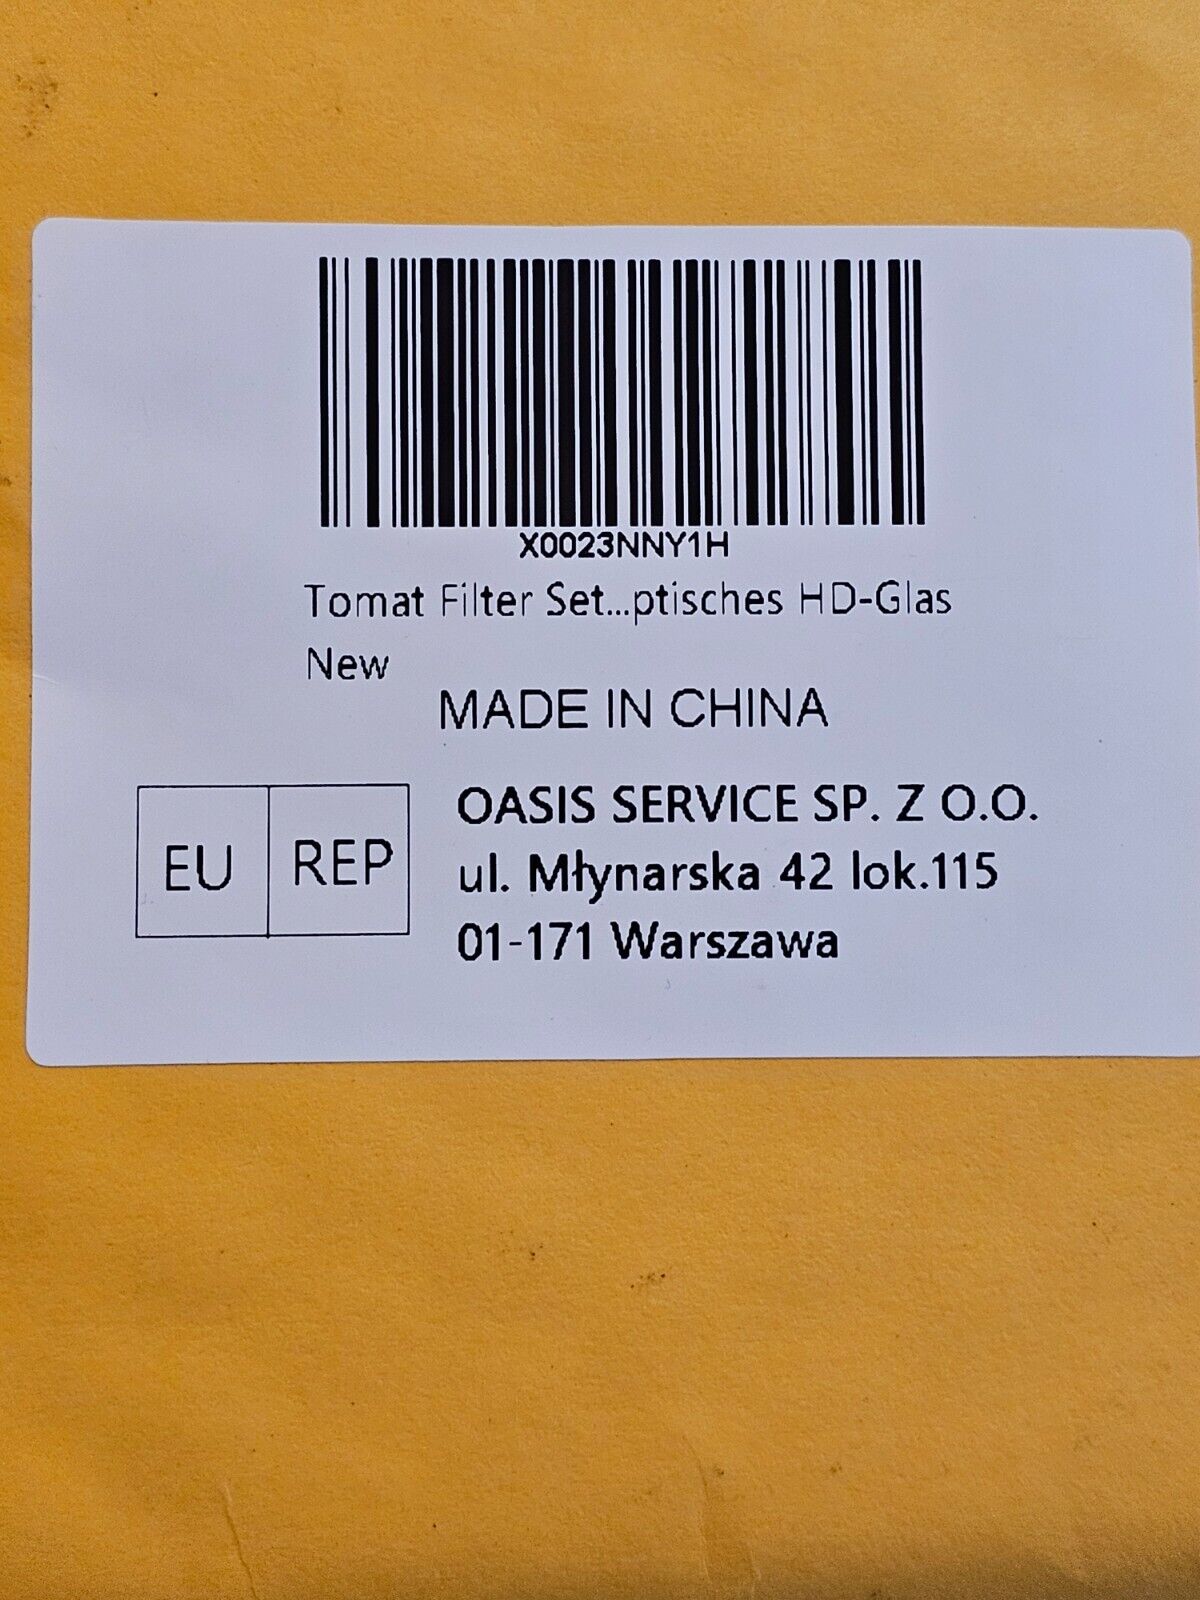 X0023NNY1H
Tomat Filter Set...ptisches HD-Glas
New
MADE IN CHINA
EU REP
OASIS SERVICE SP. Z O.O.
ul. Młynarska 42 lok.115
01-171 Warszawa